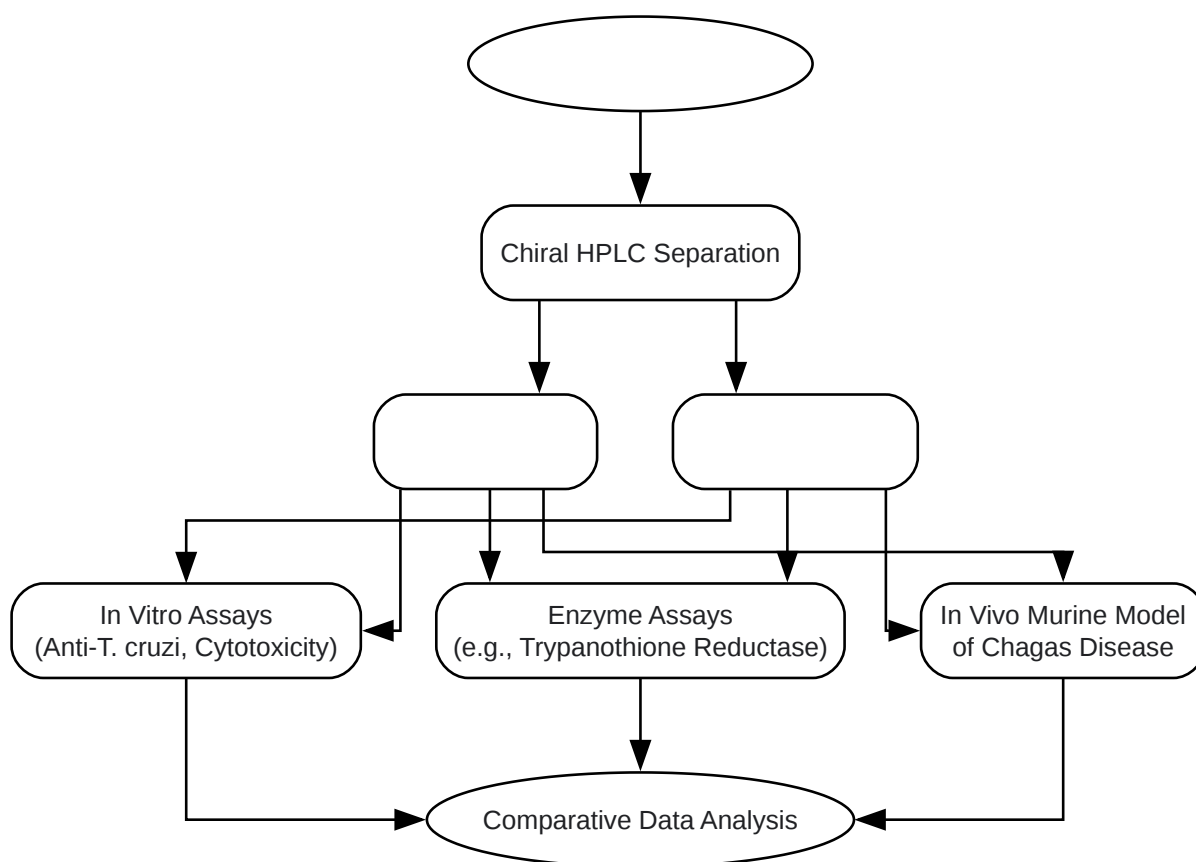 Chiral HPLC Separation
In Vitro Assays
(Anti-T. cruzi, Cytotoxicity)
Enzyme Assays
(e.g., Trypanothione Reductase)
In Vivo Murine Model
of Chagas Disease
Comparative Data Analysis